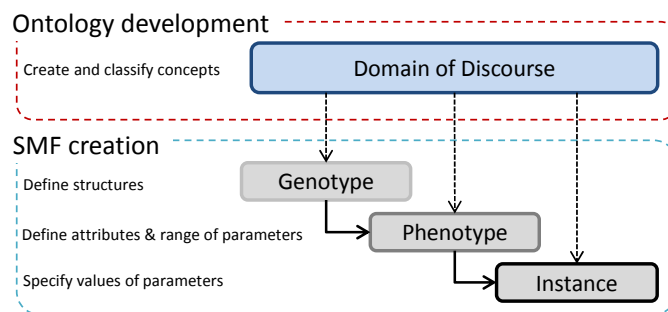 Ontology development
Create and classify concepts
Domain of Discourse
SMF creation
Genotype
Define structures
Phenotype
Define attributes & range of parameters
Specify values of parameters
Instance